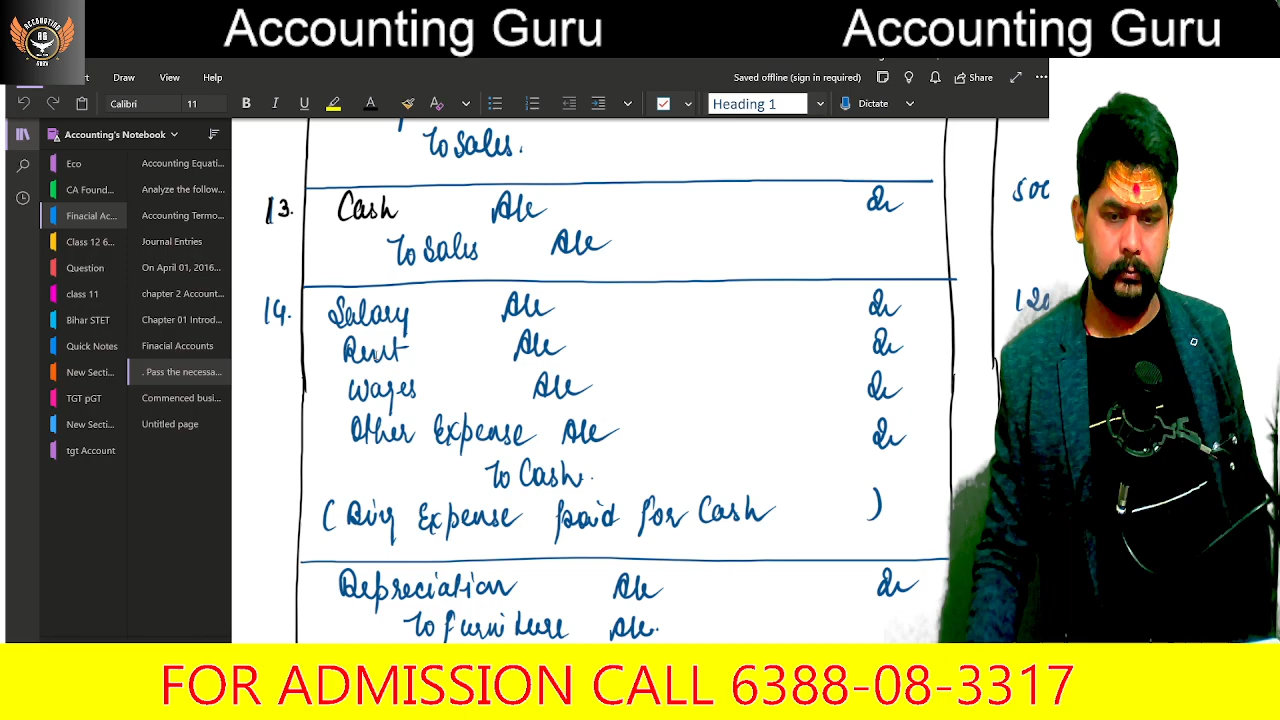 Accounting Guru
Accounting Guru
ACCOUNTING
AG
GURU
Draw View Help
Saved offline (sign in required)
Share
Calibri 11
B I U A
Heading 1
Dictate
Accounting's Notebook
Eco
CA Found...
Finacial Ac...
Class 12 6...
Question
class 11
Bihar STET
Quick Notes
New Secti...
TGT pGT
New Secti...
tgt Account
Accounting Equati...
Analyze the follow...
Accounting Termo...
Journal Entries
On April 01, 2016...
chapter 2 Account...
Chapter 01 Introd...
Finacial Accounts
. Pass the necessa...
Commenced busi...
Untitled page
To Sales.
13. Cash A/c Dr
To Sales A/c
14. Salary A/c Dr
Rent A/c Dr
Wages A/c Dr
Other Expense A/c Dr
To Cash.
( Expense paid for Cash )
Depreciation A/c Dr
To furniture A/c.
FOR ADMISSION CALL 6388-08-3317